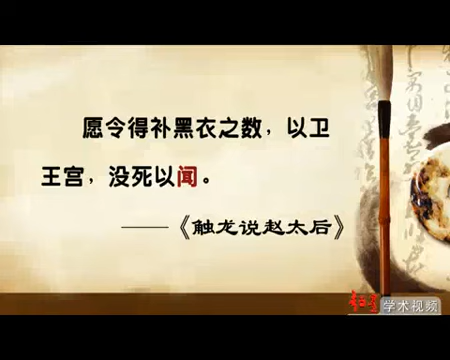 愿令得补黑衣之数，以卫
王宫，没死以闻。
——《触龙说赵太后》
学术视频